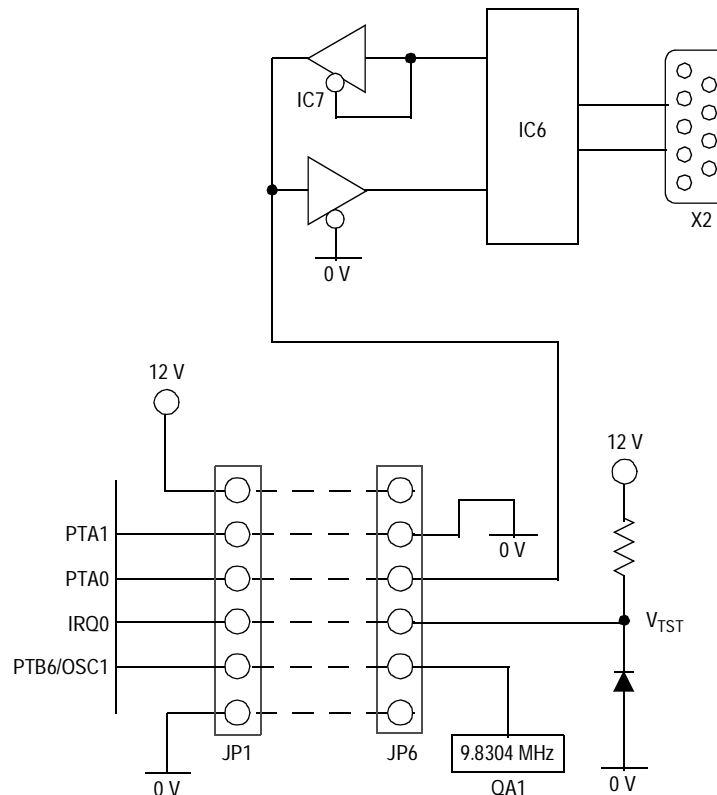 IC7
IC6
X2
0 V
12 V
12 V
PTA1
0 V
PTA0
IRQ0
VTST
PTB6/OSC1
JP1
JP6
9.8304 MHz
0 V
QA1
0 V